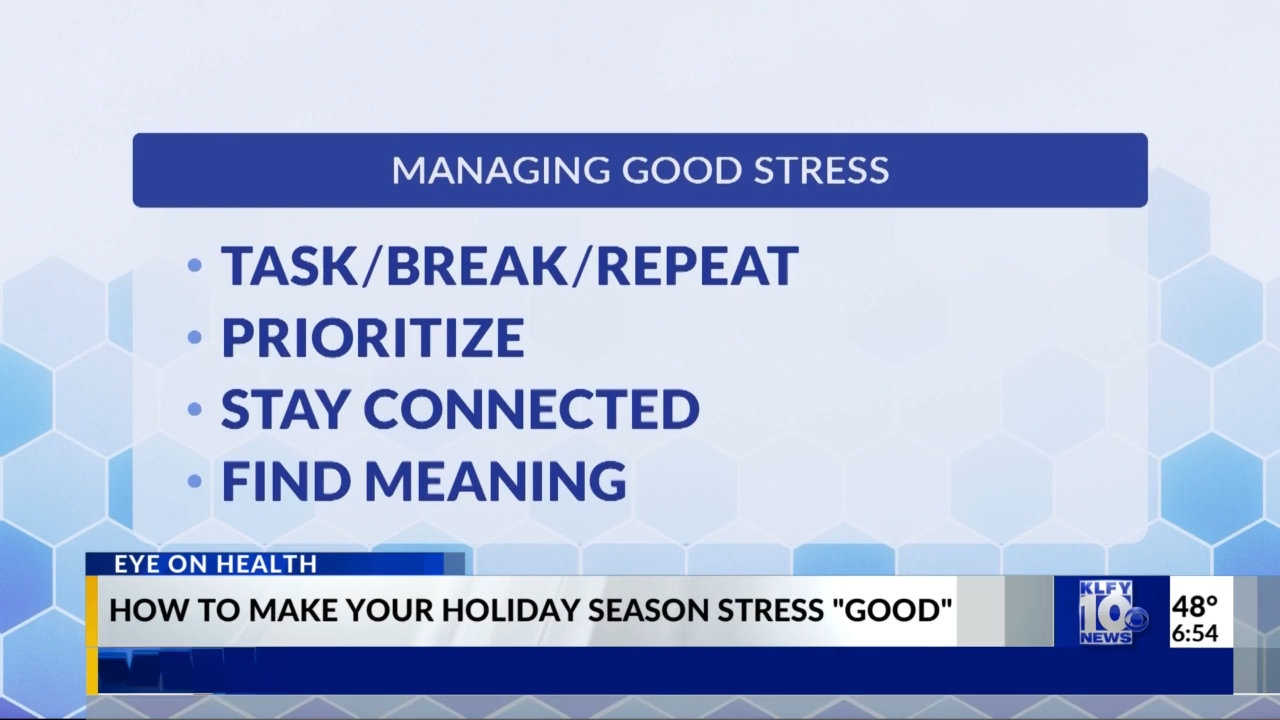 MANAGING GOOD STRESS
• TASK/BREAK/REPEAT
• PRIORITIZE
• STAY CONNECTED
• FIND MEANING
EYE ON HEALTH
HOW TO MAKE YOUR HOLIDAY SEASON STRESS "GOOD"
KLFY
10
NEWS
48°
6:54